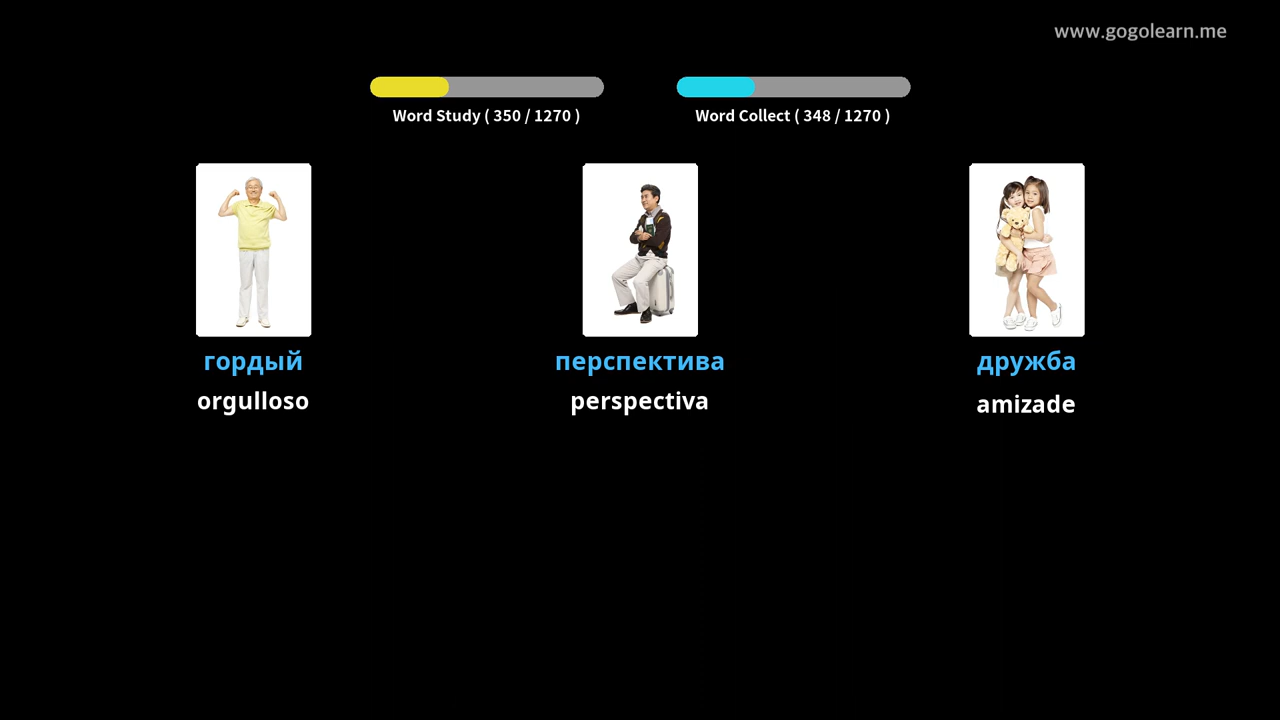 www.gogolearn.me
Word Study ( 350 / 1270 )
Word Collect ( 348 / 1270 )
гордый
orgulloso
перспектива
perspectiva
дружба
amizade